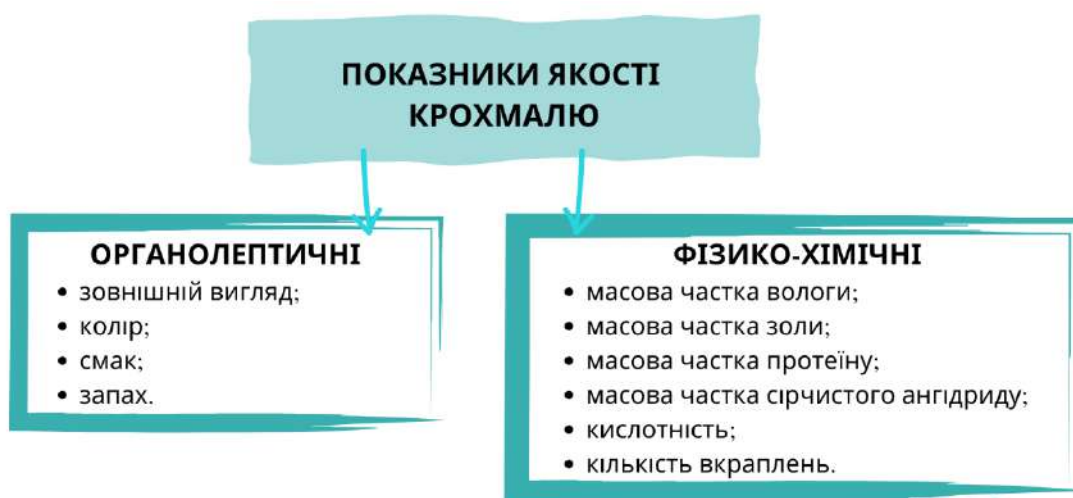 ПОКАЗНИКИ ЯКОСТІ
КРОХМАЛЮ
ОРГАНОЛЕПТИЧНІ
• зовнішній вигляд;
• колір;
• смак;
• запах.
ФІЗИКО-ХІМІЧНІ
• масова частка вологи;
• масова частка золи;
• масова частка протеїну;
• масова частка сірчистого ангідриду;
• кислотність;
• кількість вкраплень.